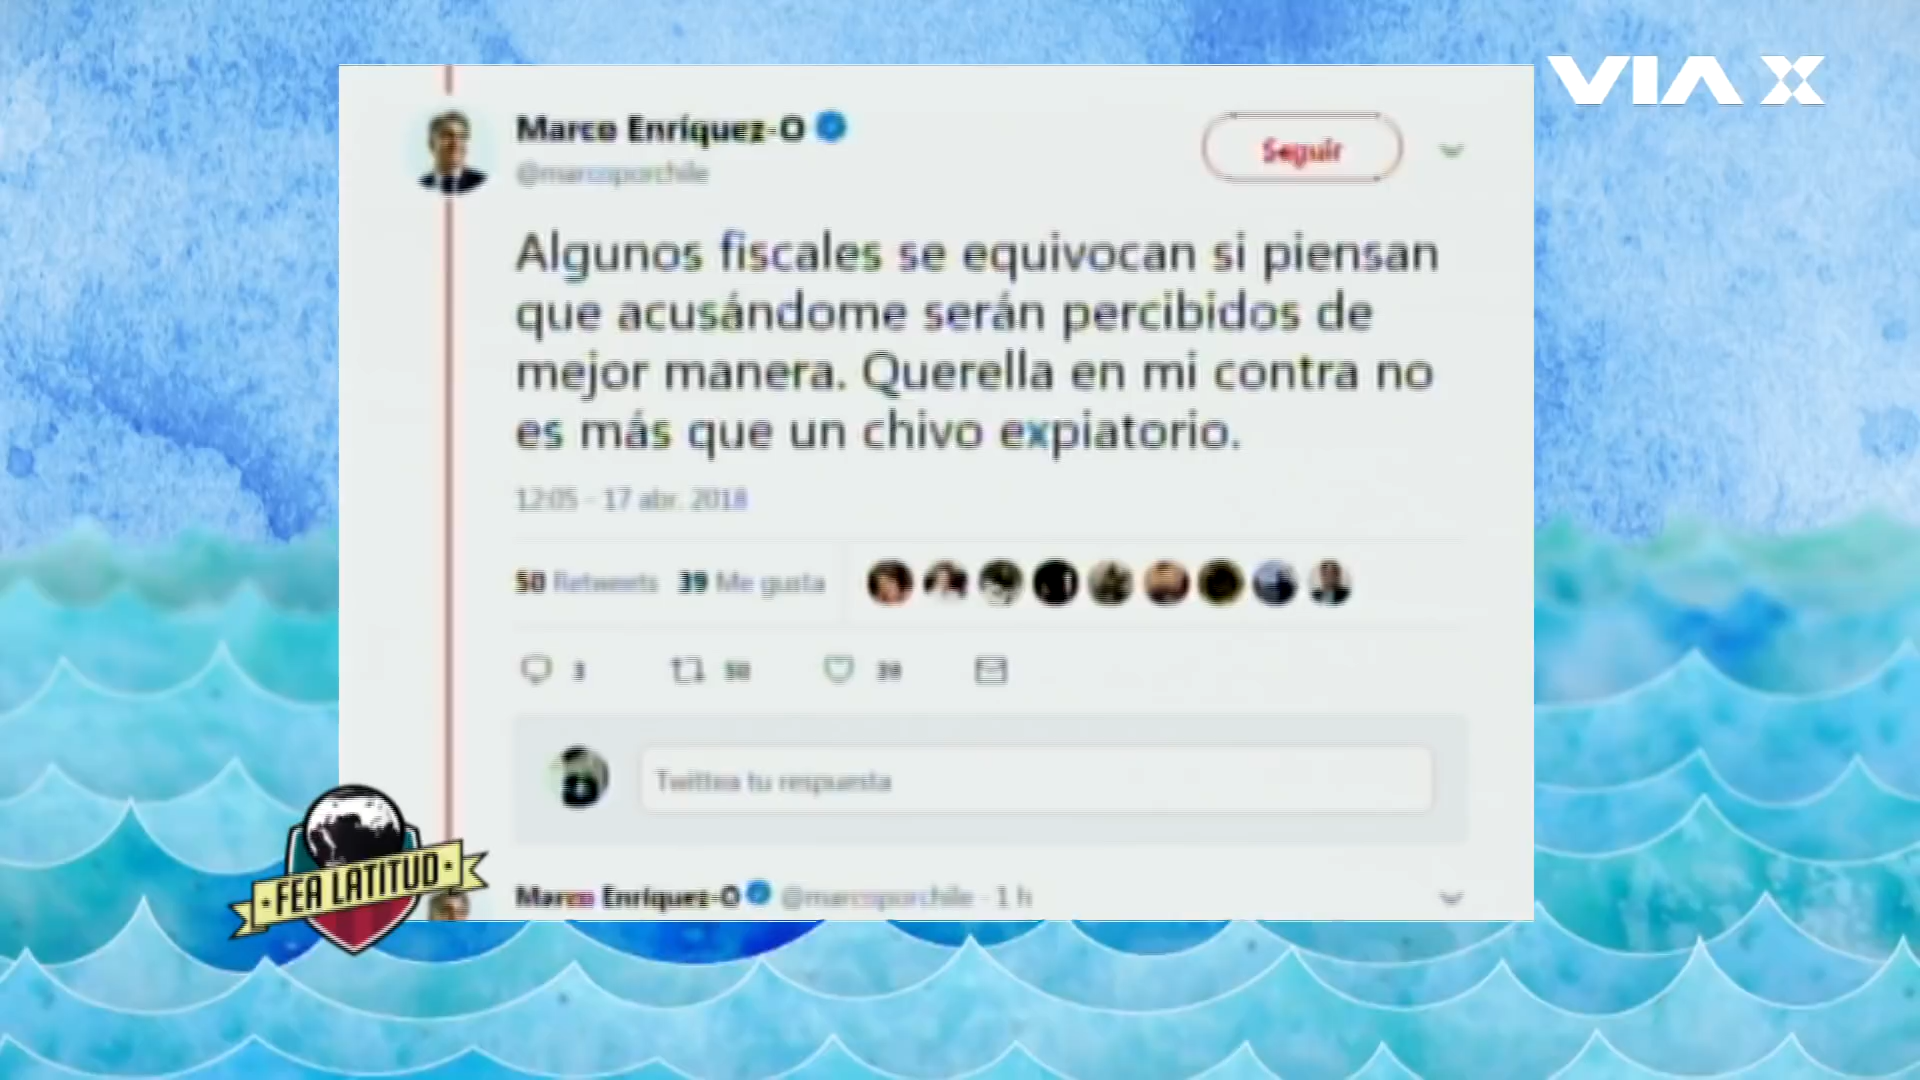 VIA X
Marco Enríquez-O
@marcoporchile
Seguir
Algunos fiscales se equivocan si piensan
que acusándome serán percibidos de
mejor manera. Querella en mi contra no
es más que un chivo expiatorio.
12:05 - 17 abr. 2018
50 Retweets 39 Me gusta
3 50 39
Twittea tu respuesta
FEA LATITUD
Marco Enríquez-O @marcoporchile - 1 h